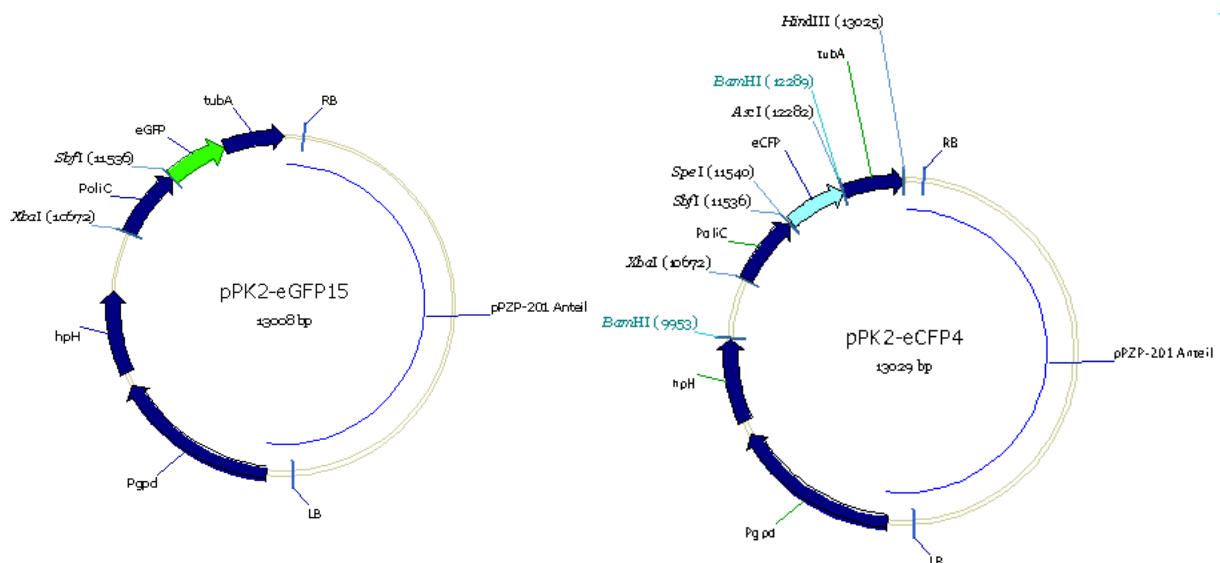 tubA
RB
eGFP
SbfI (11536)
PoliC
XbaI (10672)
pPK2-eGFP15
13008 bp
pPZP-201 Anteil
hpH
Pgpd
LB
HindIII (13025)
tubA
BamHI (12289)
AscI (12282)
eCFP
RB
SpeI (11540)
SbfI (11536)
PoliC
XbaI (10672)
BamHI (9953)
pPK2-eCFP4
13029 bp
pPZP-201 Anteil
hpH
Pgpd
LB